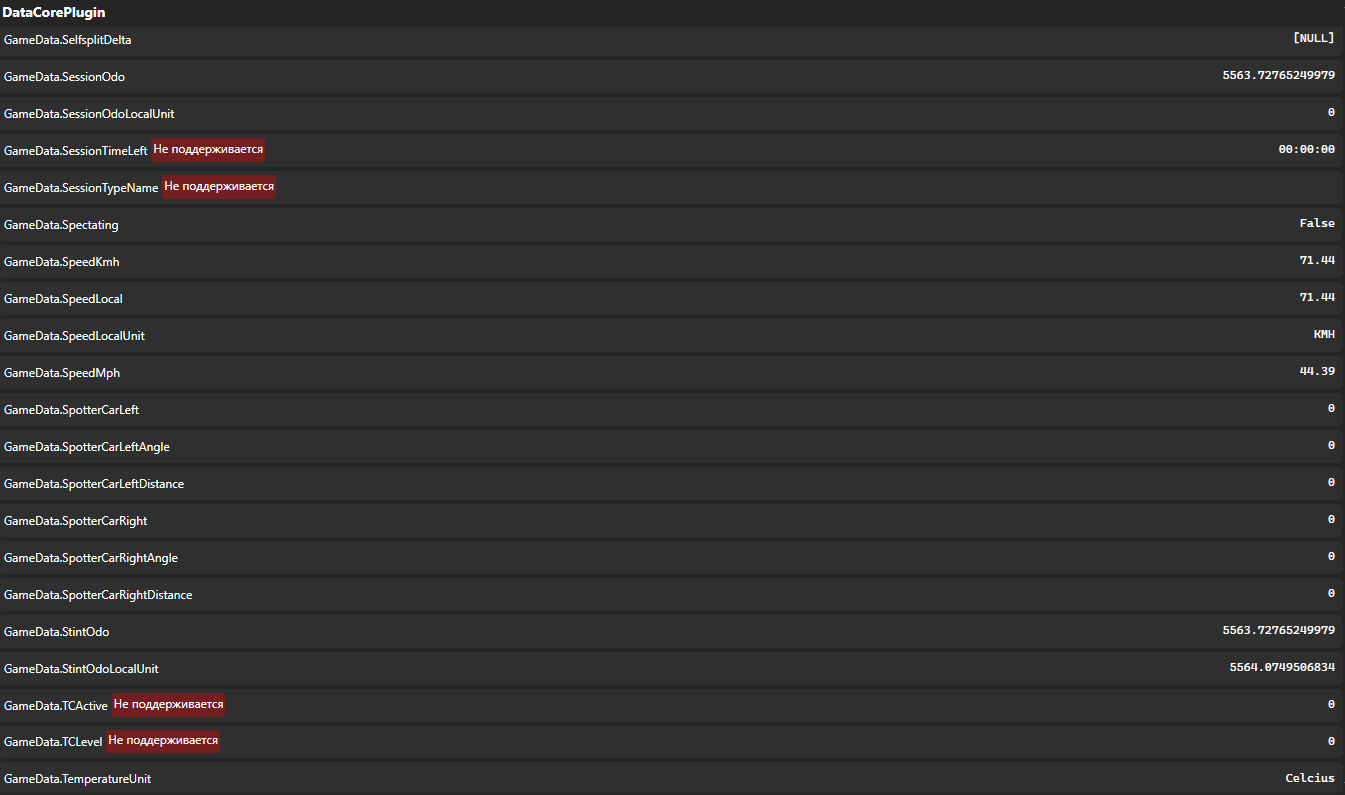 DataCorePlugin
GameData.SelfsplitDelta [NULL]
GameData.SessionOdo 5563.72765249979
GameData.SessionOdoLocalUnit 0
GameData.SessionTimeLeft Не поддерживается 00:00:00
GameData.SessionTypeName Не поддерживается
GameData.Spectating False
GameData.SpeedKmh 71.44
GameData.SpeedLocal 71.44
GameData.SpeedLocalUnit KMH
GameData.SpeedMph 44.39
GameData.SpotterCarLeft 0
GameData.SpotterCarLeftAngle 0
GameData.SpotterCarLeftDistance 0
GameData.SpotterCarRight 0
GameData.SpotterCarRightAngle 0
GameData.SpotterCarRightDistance 0
GameData.StintOdo 5563.72765249979
GameData.StintOdoLocalUnit 5564.0749506834
GameData.TCActive Не поддерживается 0
GameData.TCLevel Не поддерживается 0
GameData.TemperatureUnit Celcius